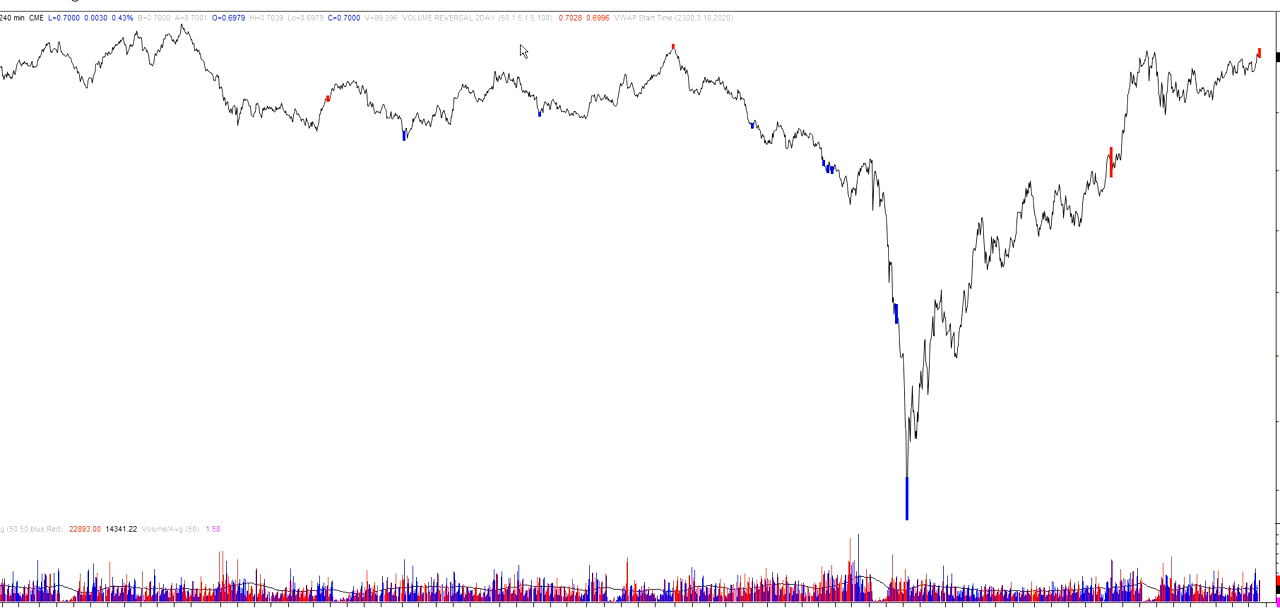 240 min CME L=0.7000 0.0030 0.43% B=0.7000 A=0.7001 O=0.6979 Hi=0.7039 Lo=0.6979 C=0.7000 V=89,396 VOLUME REVERSAL 2DAY (50,1.5,1.5,100) 0.7028 0.6996 VWAP Start Time (2300,3,18,2020)
g (50,50,blue,Red) 22893.00 14341.22 Volume/Avg (50) 1.58